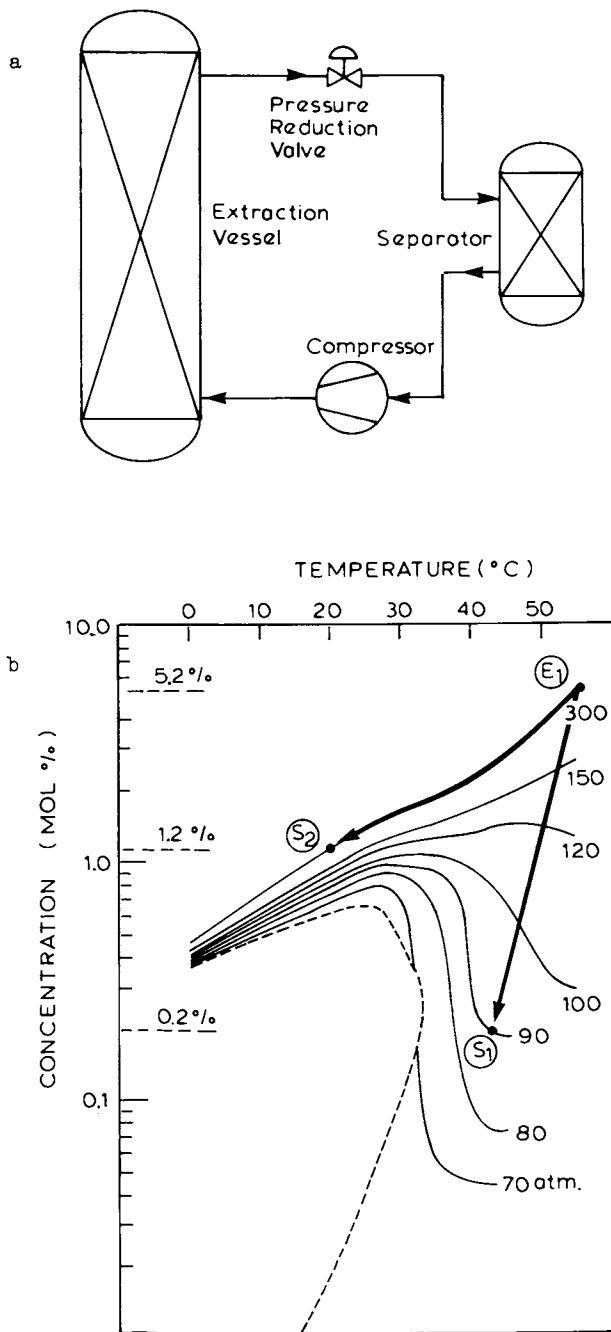 a
Pressure
Reduction
Valve
Extraction
Vessel
Separator
Compressor
b
TEMPERATURE (°C)
0 10 20 30 40 50
10.0
5.2%
E1
300
150
1.2%
S2
120
1.0
CONCENTRATION (MOL %)
100
0.2%
90
S1
0.1
80
70 atm.